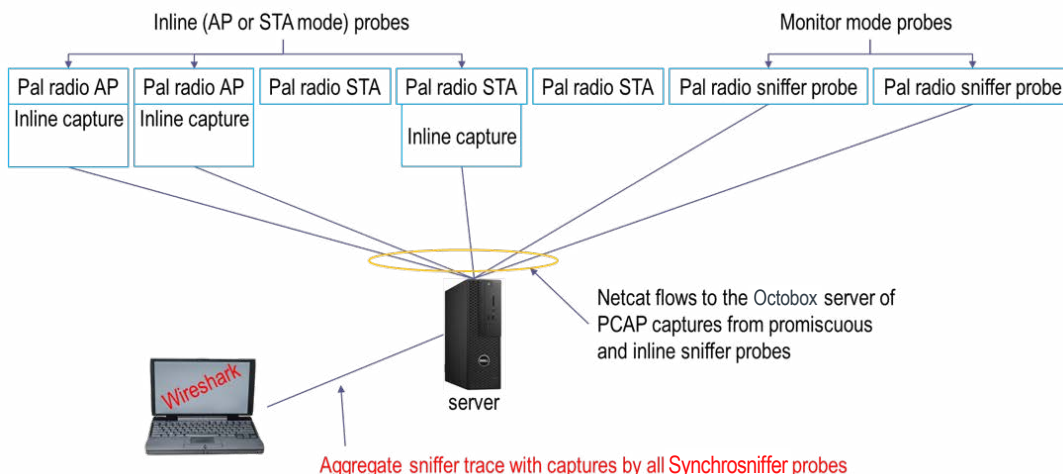 Inline (AP or STA mode) probes
Monitor mode probes
Pal radio AP
Pal radio AP
Pal radio STA
Pal radio STA
Pal radio STA
Pal radio sniffer probe
Pal radio sniffer probe
Inline capture
Inline capture
Inline capture
Netcat flows to the Octobox server of
PCAP captures from promiscuous
and inline sniffer probes
Wireshark
server
Aggregate sniffer trace with captures by all Synchrosniffer probes